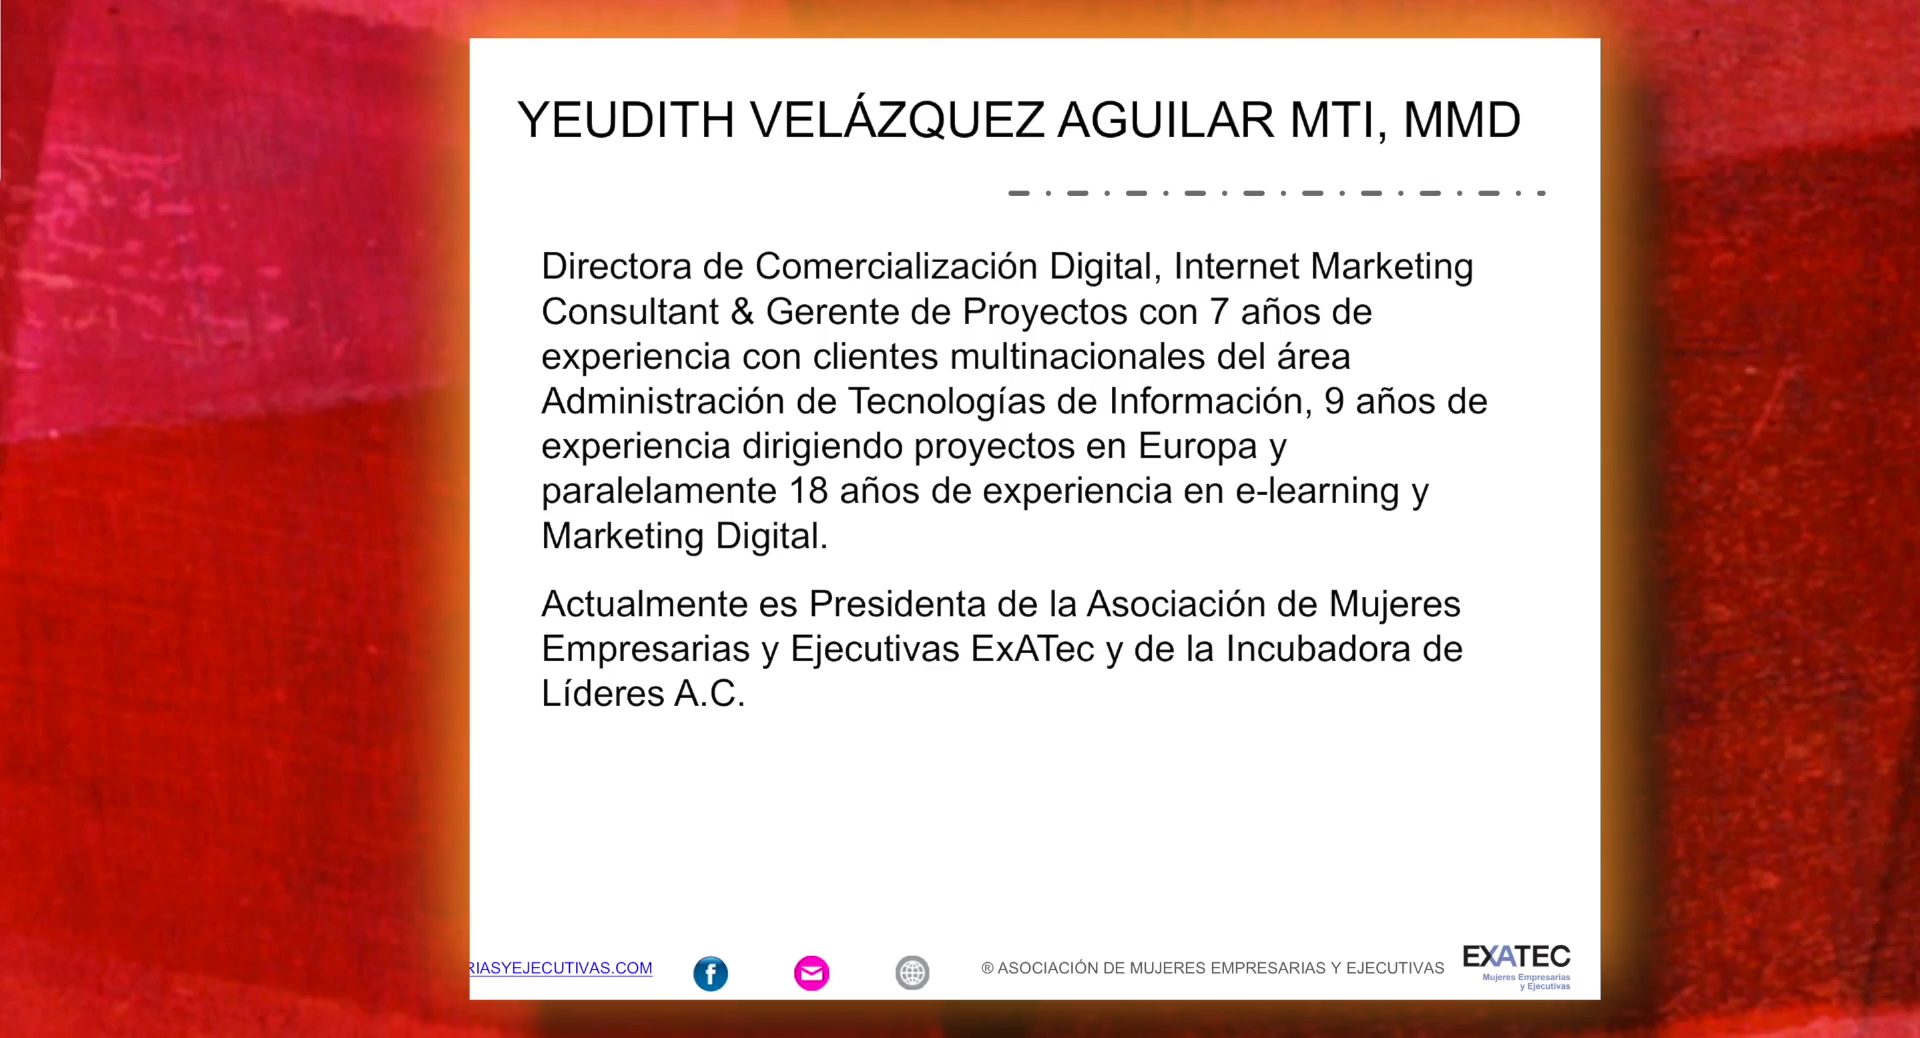 YEUDITH VELÁZQUEZ AGUILAR MTI, MMD
Directora de Comercialización Digital, Internet Marketing
Consultant & Gerente de Proyectos con 7 años de
experiencia con clientes multinacionales del área
Administración de Tecnologías de Información, 9 años de
experiencia dirigiendo proyectos en Europa y
paralelamente 18 años de experiencia en e-learning y
Marketing Digital.
Actualmente es Presidenta de la Asociación de Mujeres
Empresarias y Ejecutivas ExATec y de la Incubadora de
Líderes A.C.
RIASYEJECUTIVAS.COM
® ASOCIACIÓN DE MUJERES EMPRESARIAS Y EJECUTIVAS
EXATEC
Mujeres Empresarias
y Ejecutivas